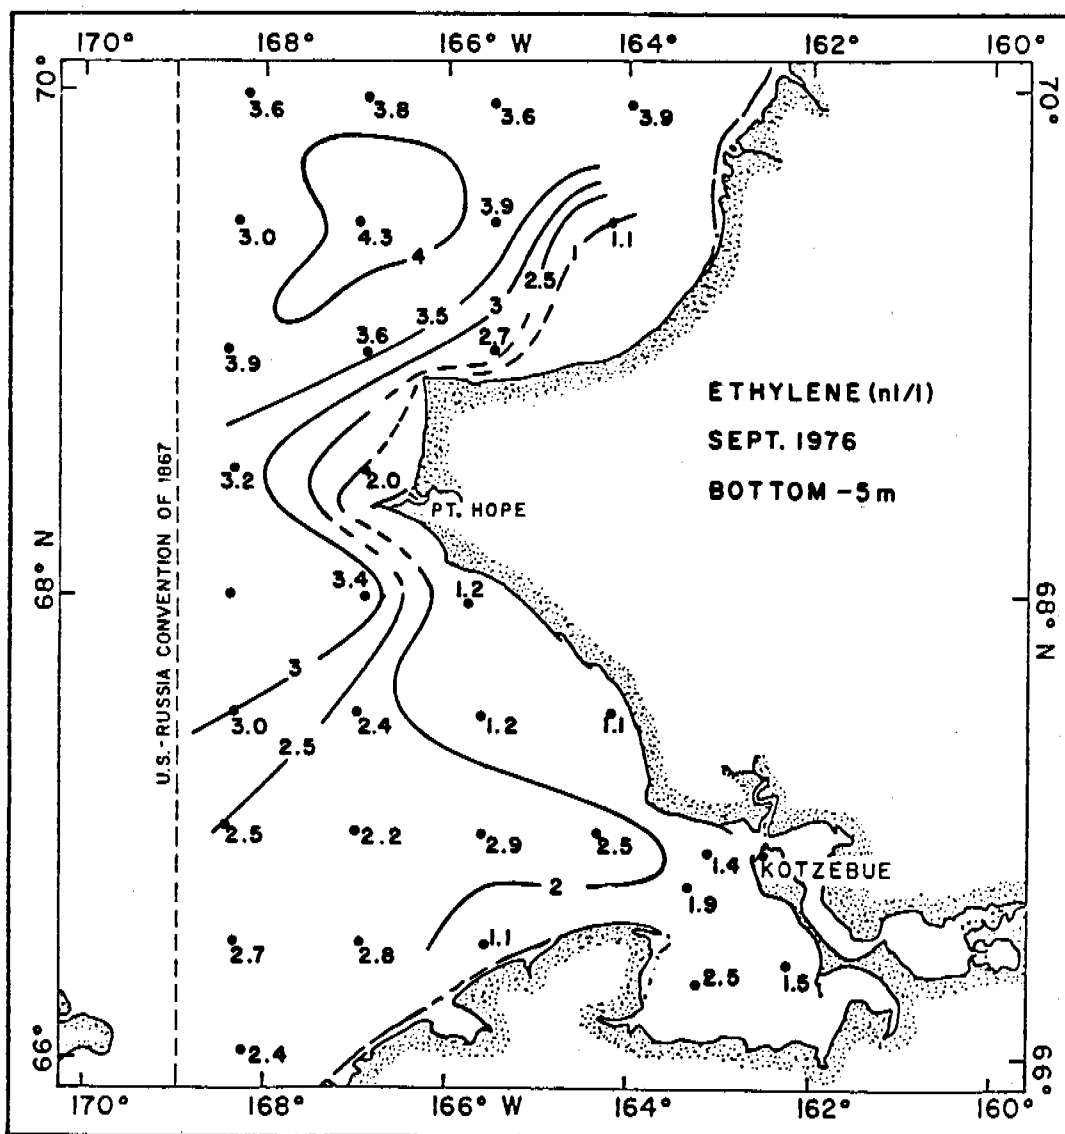 170° 168° 166° W 164° 162° 160°
70° 70°
3.6 3.8 3.6 3.9
3.0 4.3 3.9 1.1
4
1
2.5
3
3.5
3.9 3.6 2.7
ETHYLENE (nl/l)
SEPT. 1976
BOTTOM -5m
3.2 2.0
PT. HOPE
U.S.-RUSSIA CONVENTION OF 1867
68° N 68° N
3.4 1.2
3
3.0 2.4 1.2 1.1
2.5
2.5 2.2 2.9 2.5 1.4
KOTZEBUE
2 1.9
2.7 2.8 1.1
2.5 1.5
66° 66°
2.4
170° 168° 166° W 164° 162° 160°